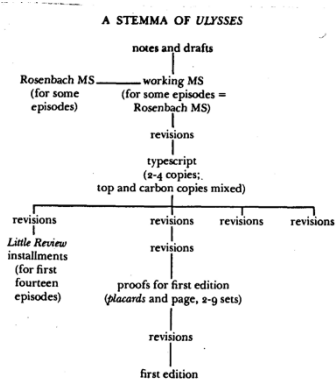 A STEMMA OF ULYSSES
notes and drafts
Rosenbach MS working MS
(for some (for some episodes =
episodes) Rosenbach MS)
revisions
typescript
(2-4 copies;
top and carbon copies mixed)
revisions revisions revisions revisions
Little Review revisions
installments
(for first proofs for first edition
fourteen (placards and page, 2-9 sets)
episodes)
revisions
first edition